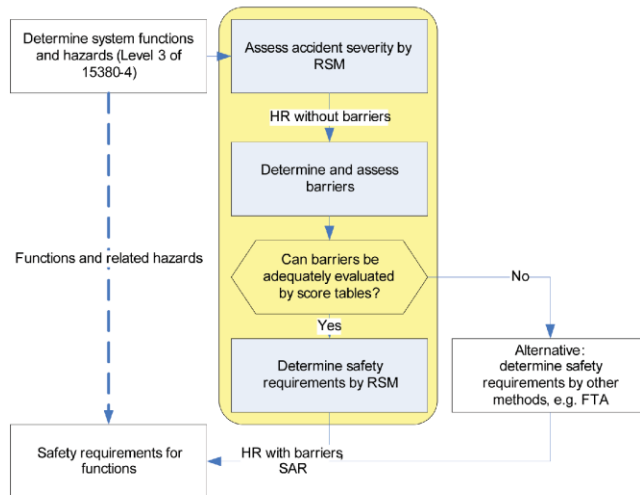 Determine system functions
and hazards (Level 3 of
15380-4)
Assess accident severity by
RSM
HR without barriers
Determine and assess
barriers
Functions and related hazards
Can barriers be
adequately evaluated
by score tables?
No
Yes
Determine safety
requirements by RSM
Alternative:
determine safety
requirements by other
methods, e.g. FTA
Safety requirements for
functions
HR with barriers
SAR